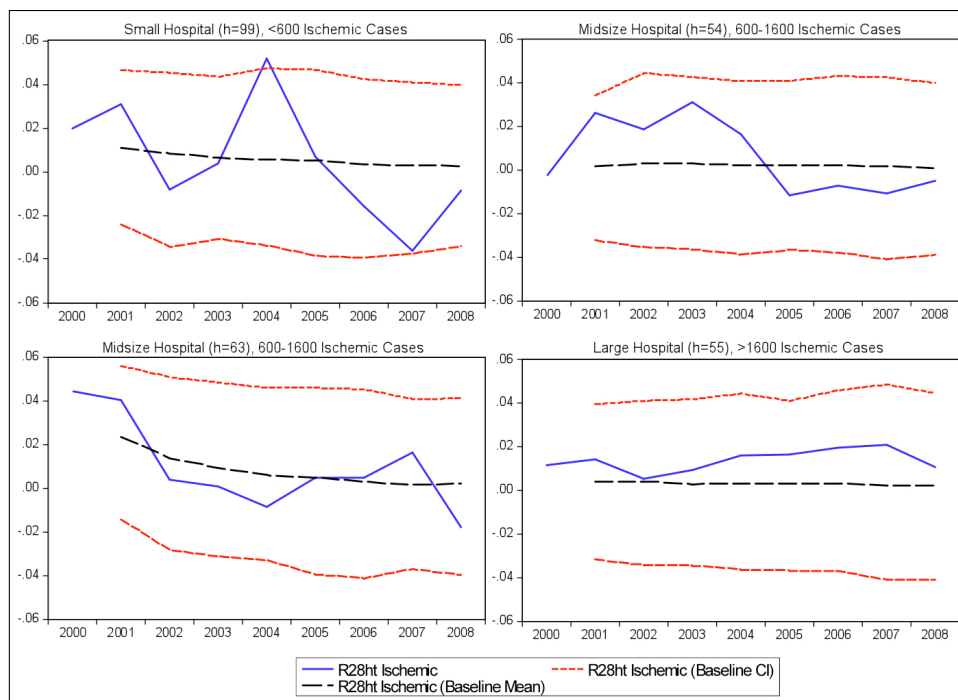 Small Hospital (h=99), <600 Ischemic Cases
.06
.04
.02
.00
-.02
-.04
-.06
2000 2001 2002 2003 2004 2005 2006 2007 2008
Midsize Hospital (h=54), 600-1600 Ischemic Cases
.06
.04
.02
.00
-.02
-.04
-.06
2000 2001 2002 2003 2004 2005 2006 2007 2008
Midsize Hospital (h=63), 600-1600 Ischemic Cases
.06
.04
.02
.00
-.02
-.04
-.06
2000 2001 2002 2003 2004 2005 2006 2007 2008
Large Hospital (h=55), >1600 Ischemic Cases
.06
.04
.02
.00
-.02
-.04
-.06
2000 2001 2002 2003 2004 2005 2006 2007 2008
R28ht Ischemic
R28ht Ischemic (Baseline CI)
R28ht Ischemic (Baseline Mean)